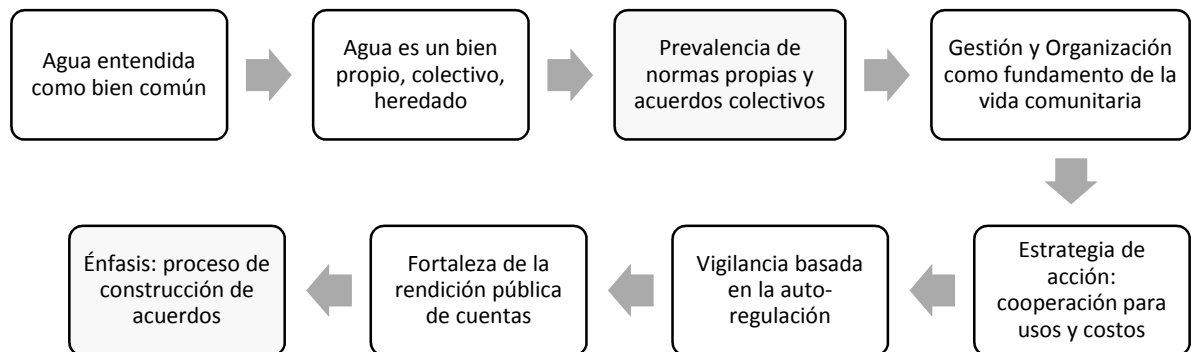 Agua entendida
como bien común
Agua es un bien
propio, colectivo,
heredado
Prevalencia de
normas propias y
acuerdos colectivos
Gestión y Organización
como fundamento de la
vida comunitaria
Estrategia de
acción:
cooperación para
usos y costos
Vigilancia basada
en la auto-
regulación
Fortaleza de la
rendición pública
de cuentas
Énfasis: proceso de
construcción de
acuerdos